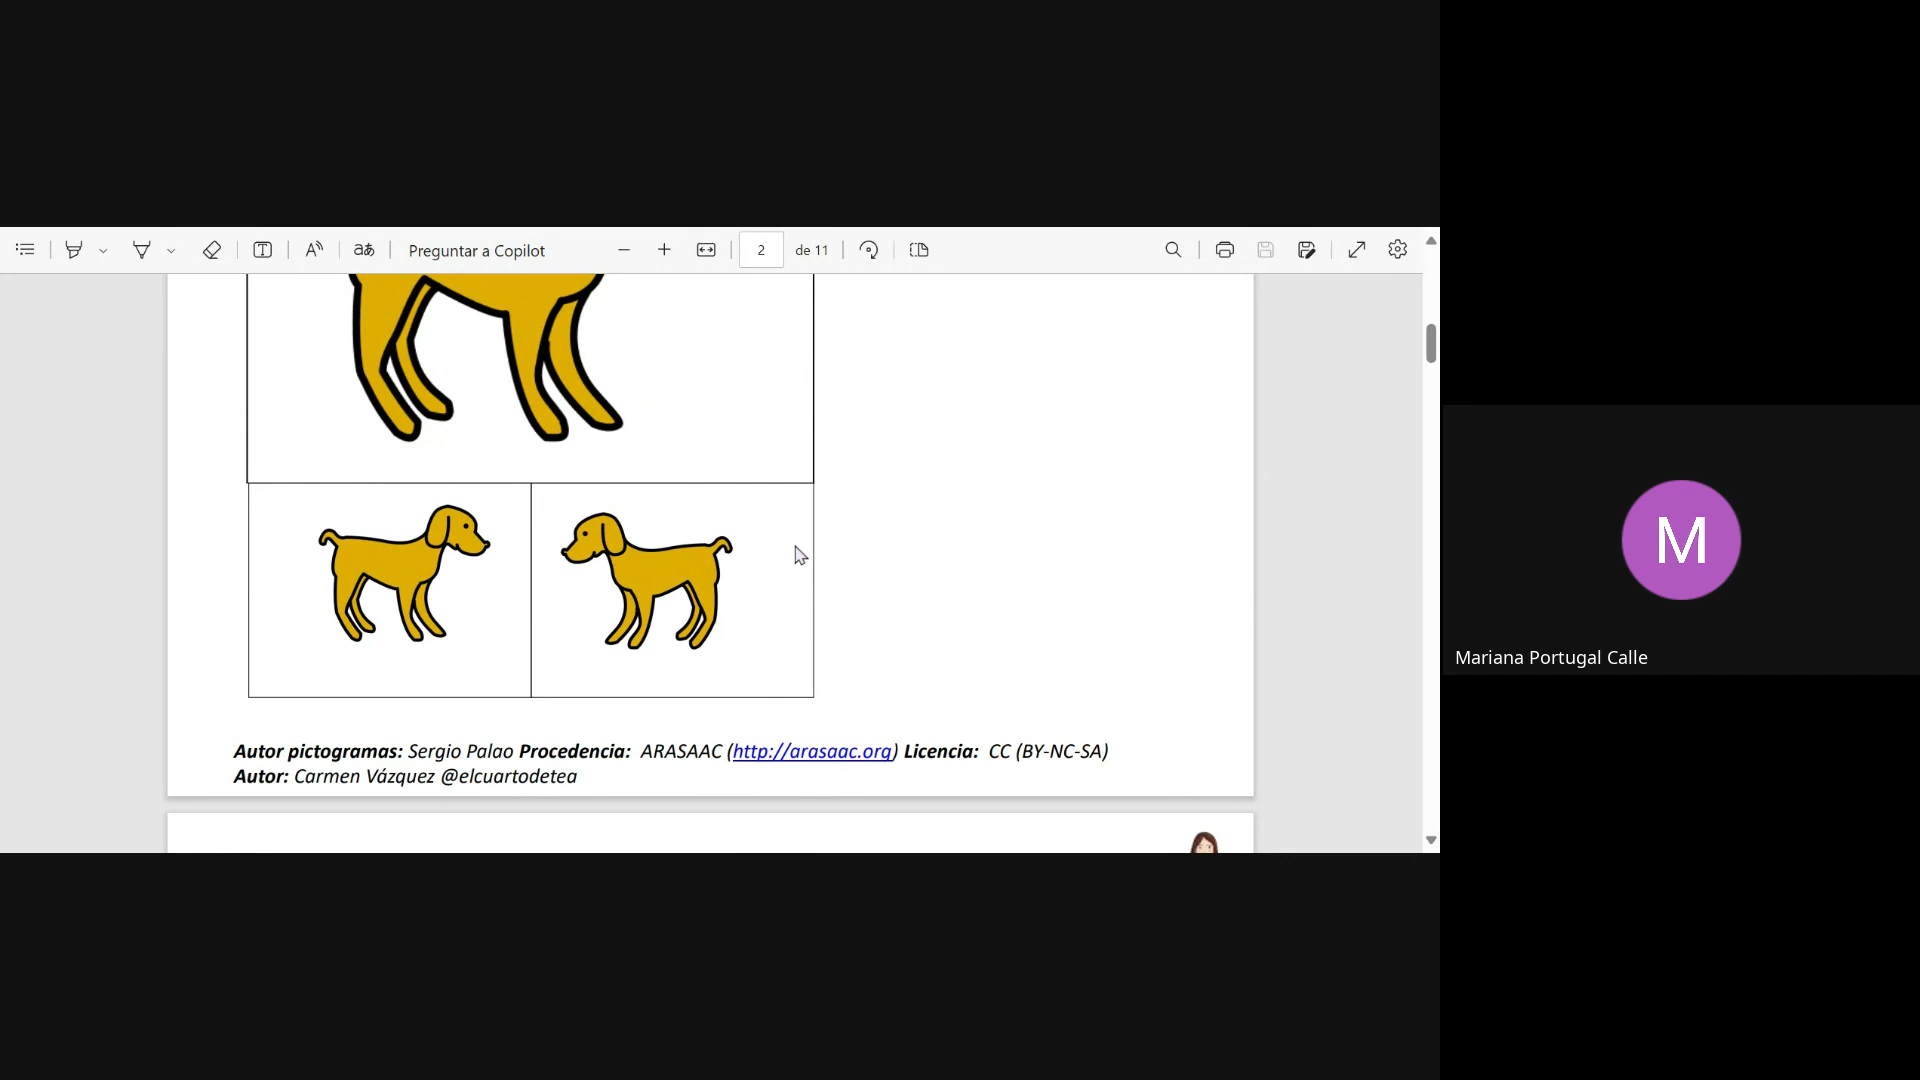 Preguntar a Copilot
2 de 11
Autor pictogramas: Sergio Palao Procedencia: ARASAAC (http://arasaac.org) Licencia: CC (BY-NC-SA)
Autor: Carmen Vázquez @elcuartodetea
M
Mariana Portugal Calle